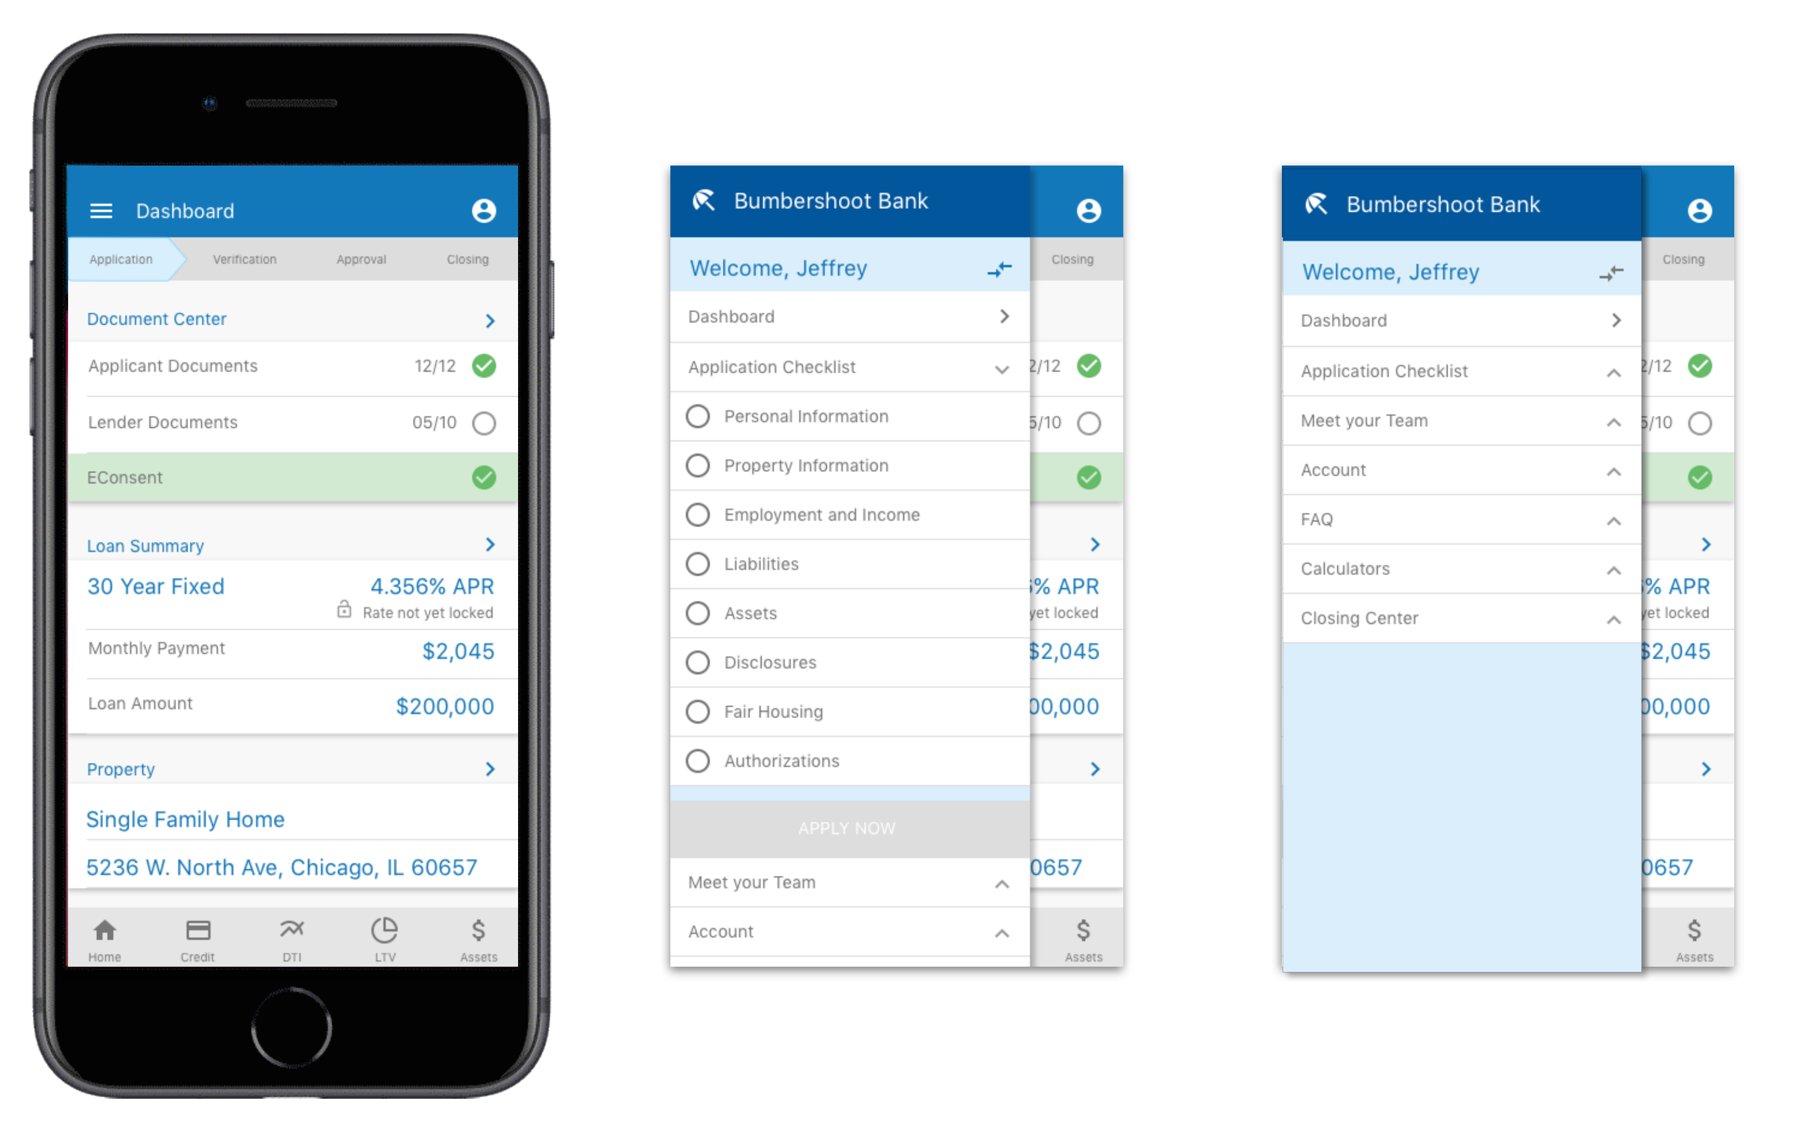 Dashboard
Application Verification Approval Closing
Document Center
Applicant Documents 12/12
Lender Documents 05/10
EConsent
Loan Summary
30 Year Fixed 4.356% APR
Rate not yet locked
Monthly Payment $2,045
Loan Amount $200,000
Property
Single Family Home
5236 W. North Ave, Chicago, IL 60657
Home Credit DTI LTV Assets
Bumbershoot Bank
Welcome, Jeffrey
Dashboard
Application Checklist
Personal Information
Property Information
Employment and Income
Liabilities
Assets
Disclosures
Fair Housing
Authorizations
APPLY NOW
Meet your Team
Account
Closing
2/12
5/10
% APR
yet locked
$2,045
00,000
0657
Assets
Bumbershoot Bank
Welcome, Jeffrey
Dashboard
Application Checklist
Meet your Team
Account
FAQ
Calculators
Closing Center
Closing
2/12
5/10
% APR
yet locked
$2,045
00,000
0657
Assets